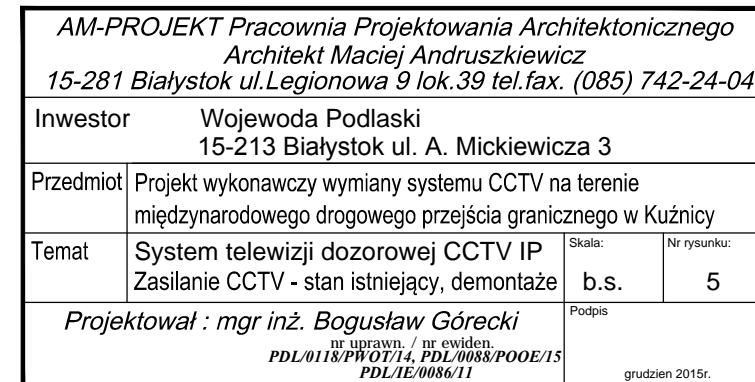 AM-PROJEKT Pracownia Projektowania Architektonicznego
Architekt Maciej Andruszkiewicz
15-281 Białystok ul.Legionowa 9 lok.39 tel.fax. (085) 742-24-04
Inwestor Wojewoda Podlaski
15-213 Białystok ul. A. Mickiewicza 3
Przedmiot Projekt wykonawczy wymiany systemu CCTV na terenie
międzynarodowego drogowego przejścia granicznego w Kuźnicy
Temat System telewizji dozorowej CCTV IP Skala: Nr rysunku:
Zasilanie CCTV - stan istniejący, demontaże b.s. 5
Projektował : mgr inż. Bogusław Górecki Podpis
nr uprawn. / nr ewiden.
PDL/0118/PWOT/14, PDL/0088/POOE/15
PDL/IE/0086/11 grudzien 2015r.